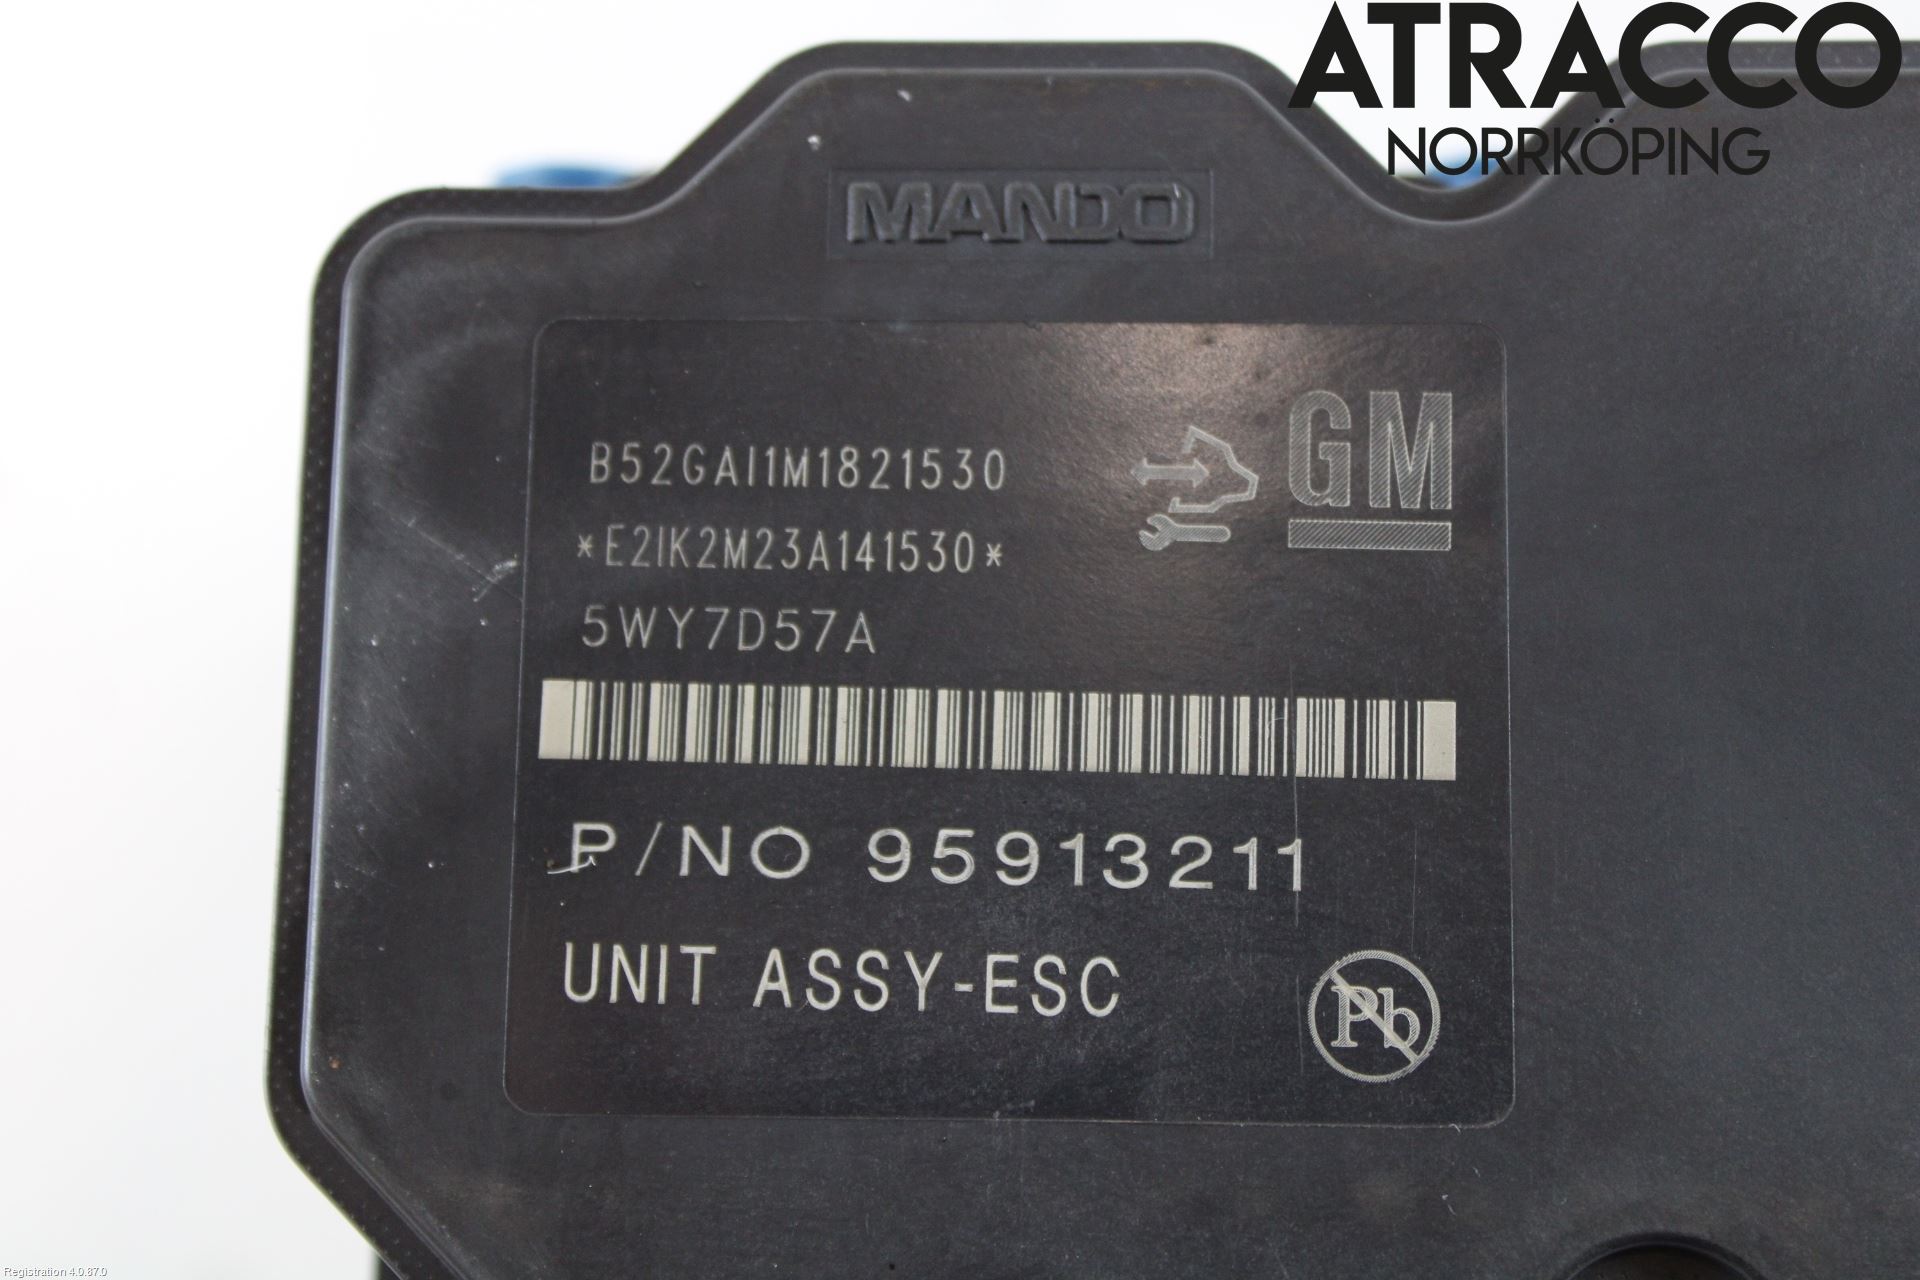 ATRACCO
NORRKÖPING
MANDO
GM
B52GAI1M1821530
*E2IK2M23A141530*
5WY7D57A
P/NO 95913211
UNIT ASSY-ESC
Pb
Registration 4.0.87.0